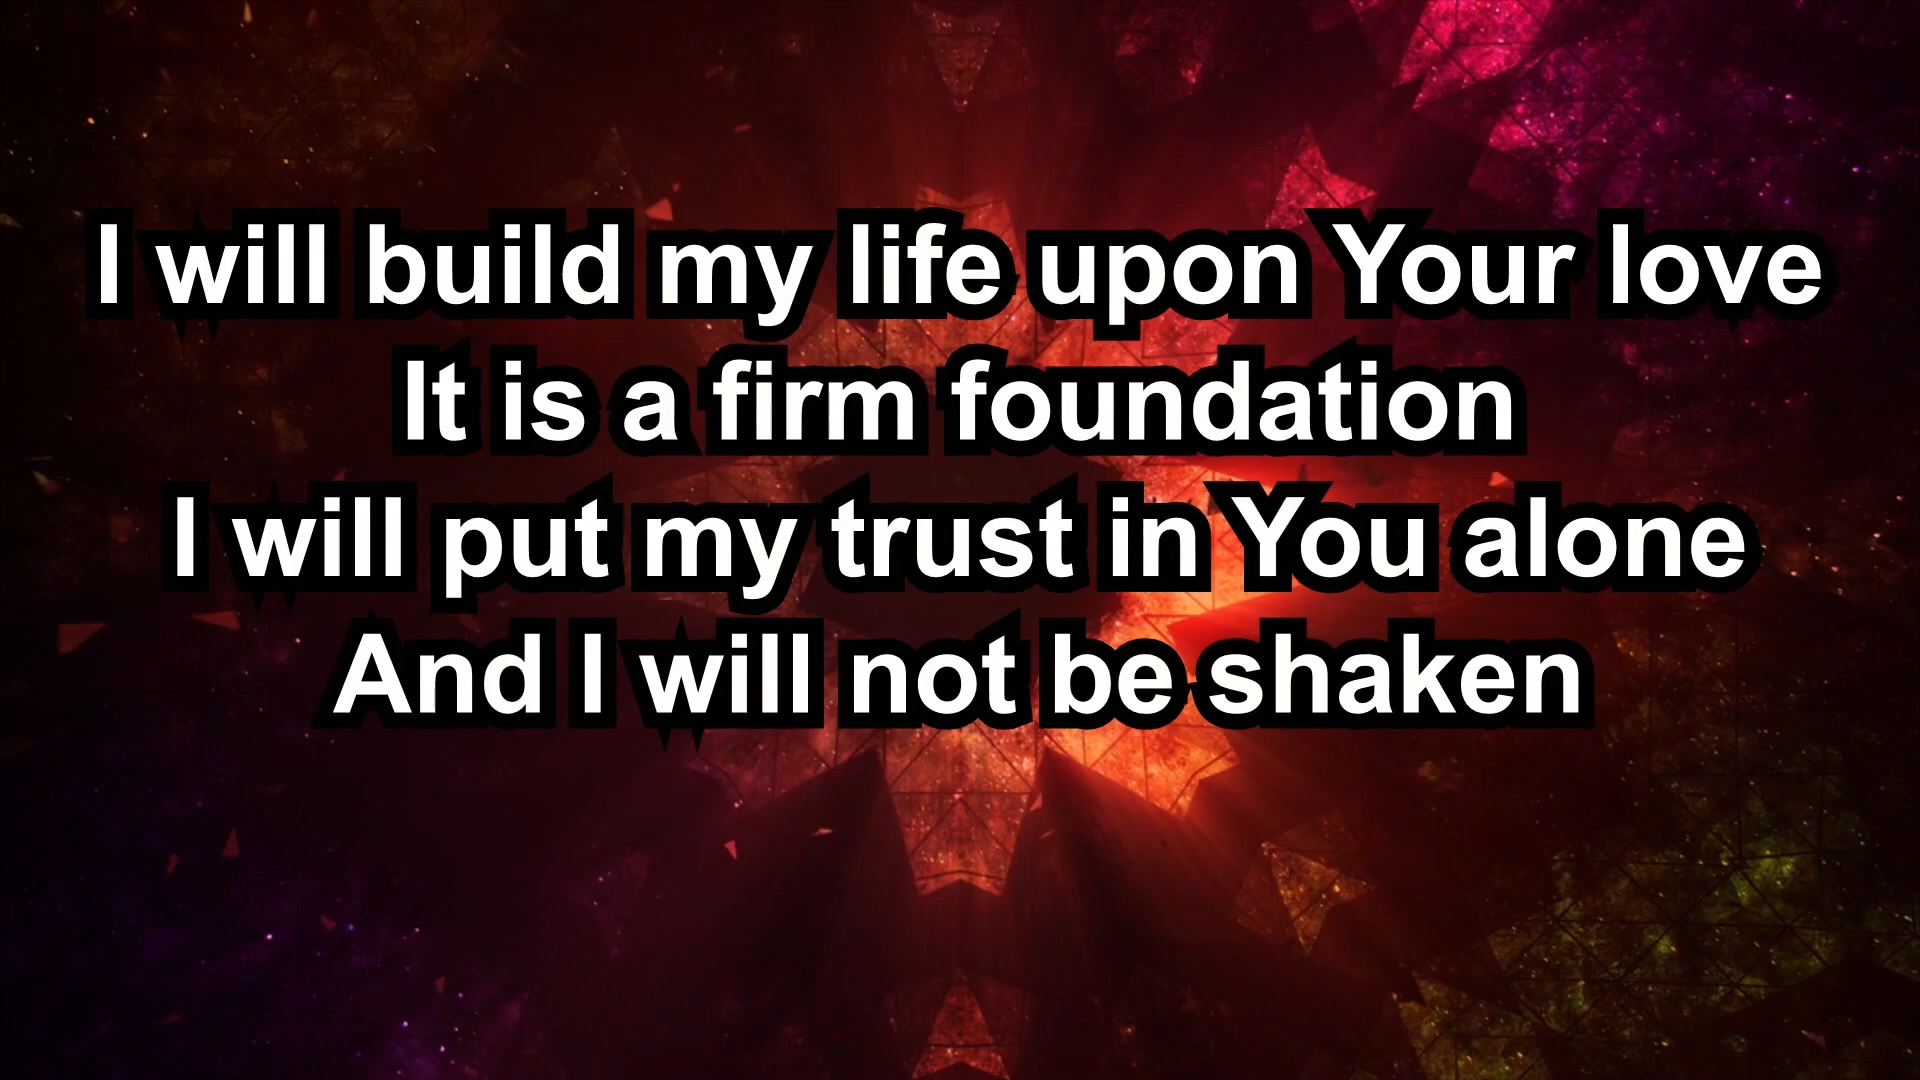 I will build my life upon Your love
It is a firm foundation
I will put my trust in You alone
And I will not be shaken